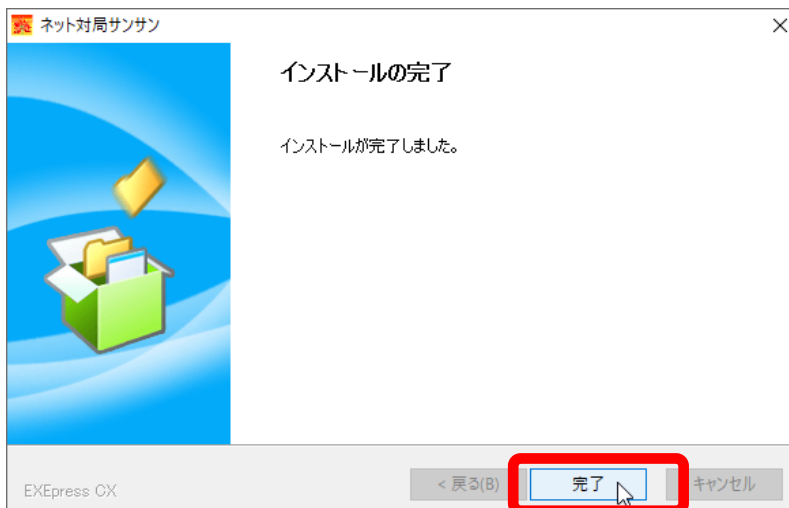 ネット対局サンサン
インストールの完了
インストールが完了しました。
EXEpress CX
< 戻る(B)
完了
キャンセル